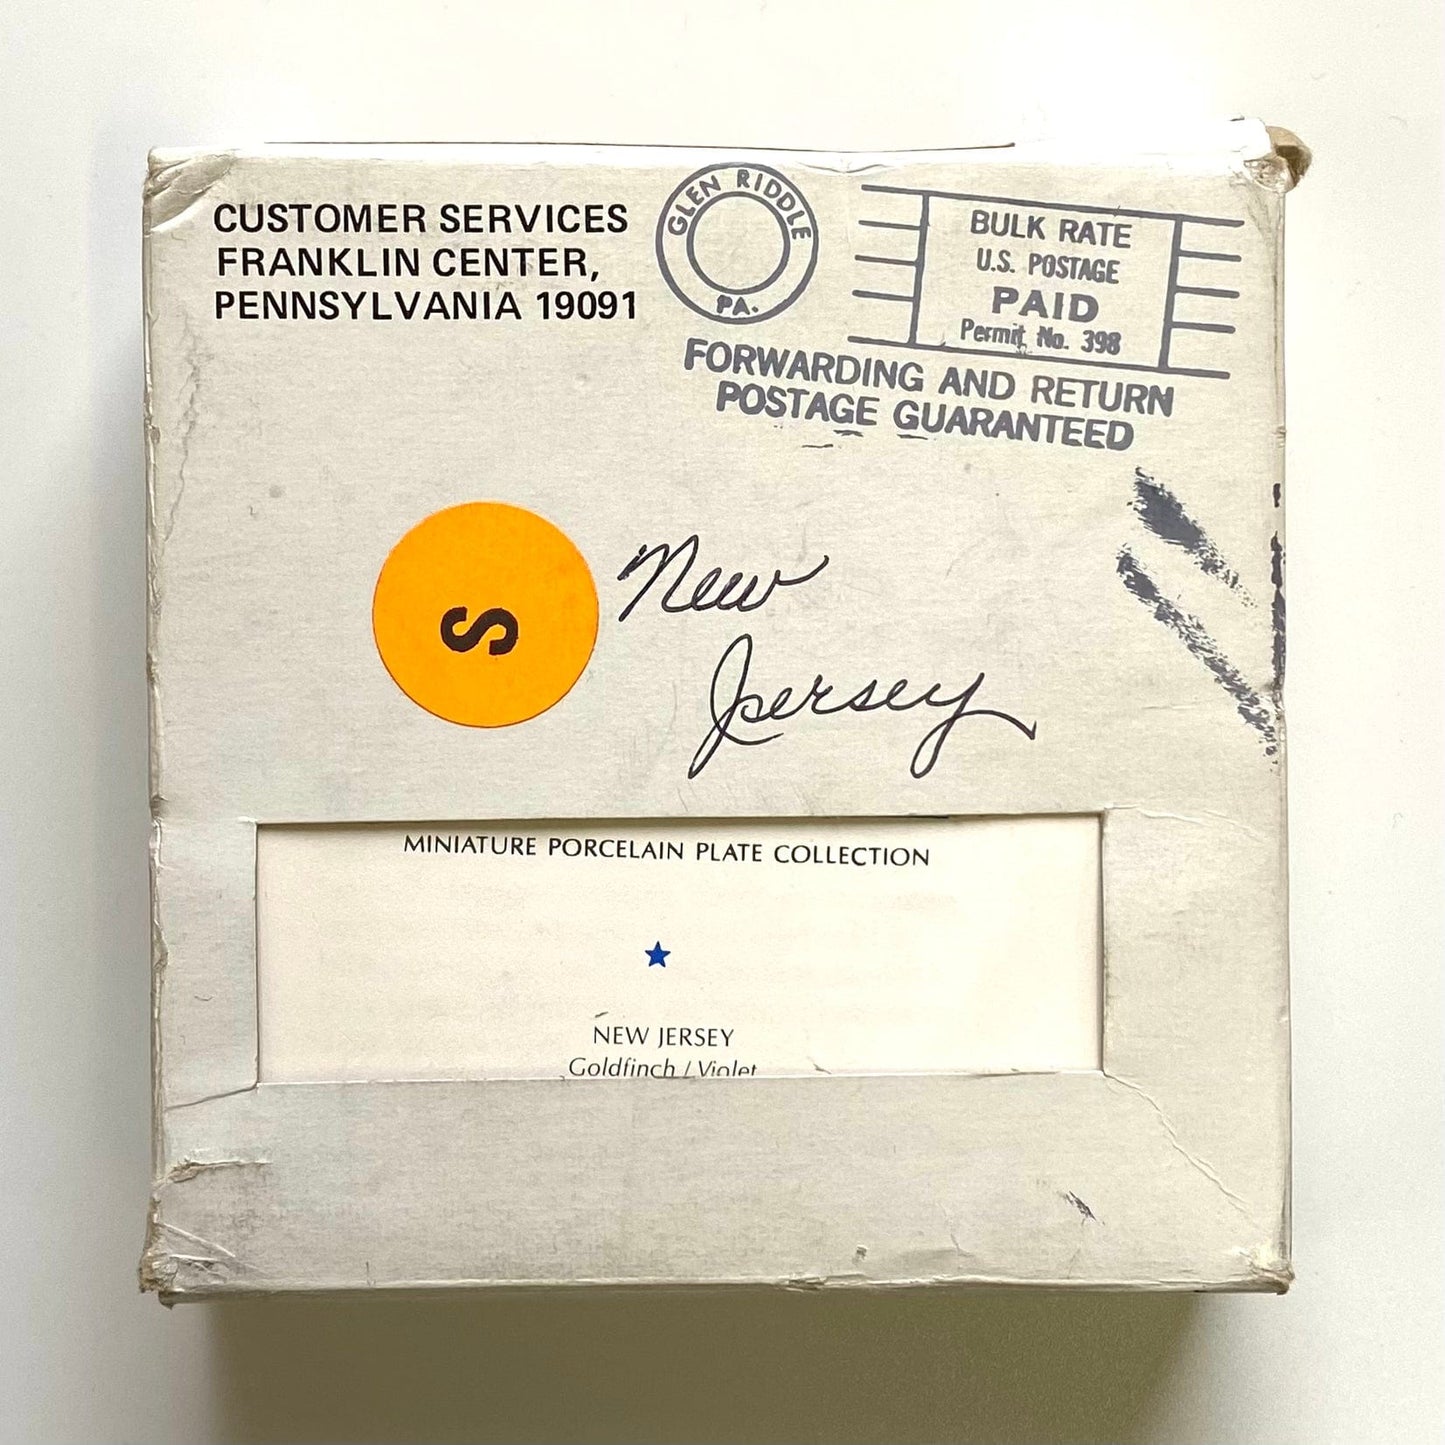 CUSTOMER SERVICES
FRANKLIN CENTER,
PENNSYLVANIA 19091
GLEN RIDDLE
PA.
BULK RATE
U.S. POSTAGE
PAID
Permit No. 398
FORWARDING AND RETURN
POSTAGE GUARANTEED
S
New
Jersey
MINIATURE PORCELAIN PLATE COLLECTION
NEW JERSEY
Goldfinch / Violet